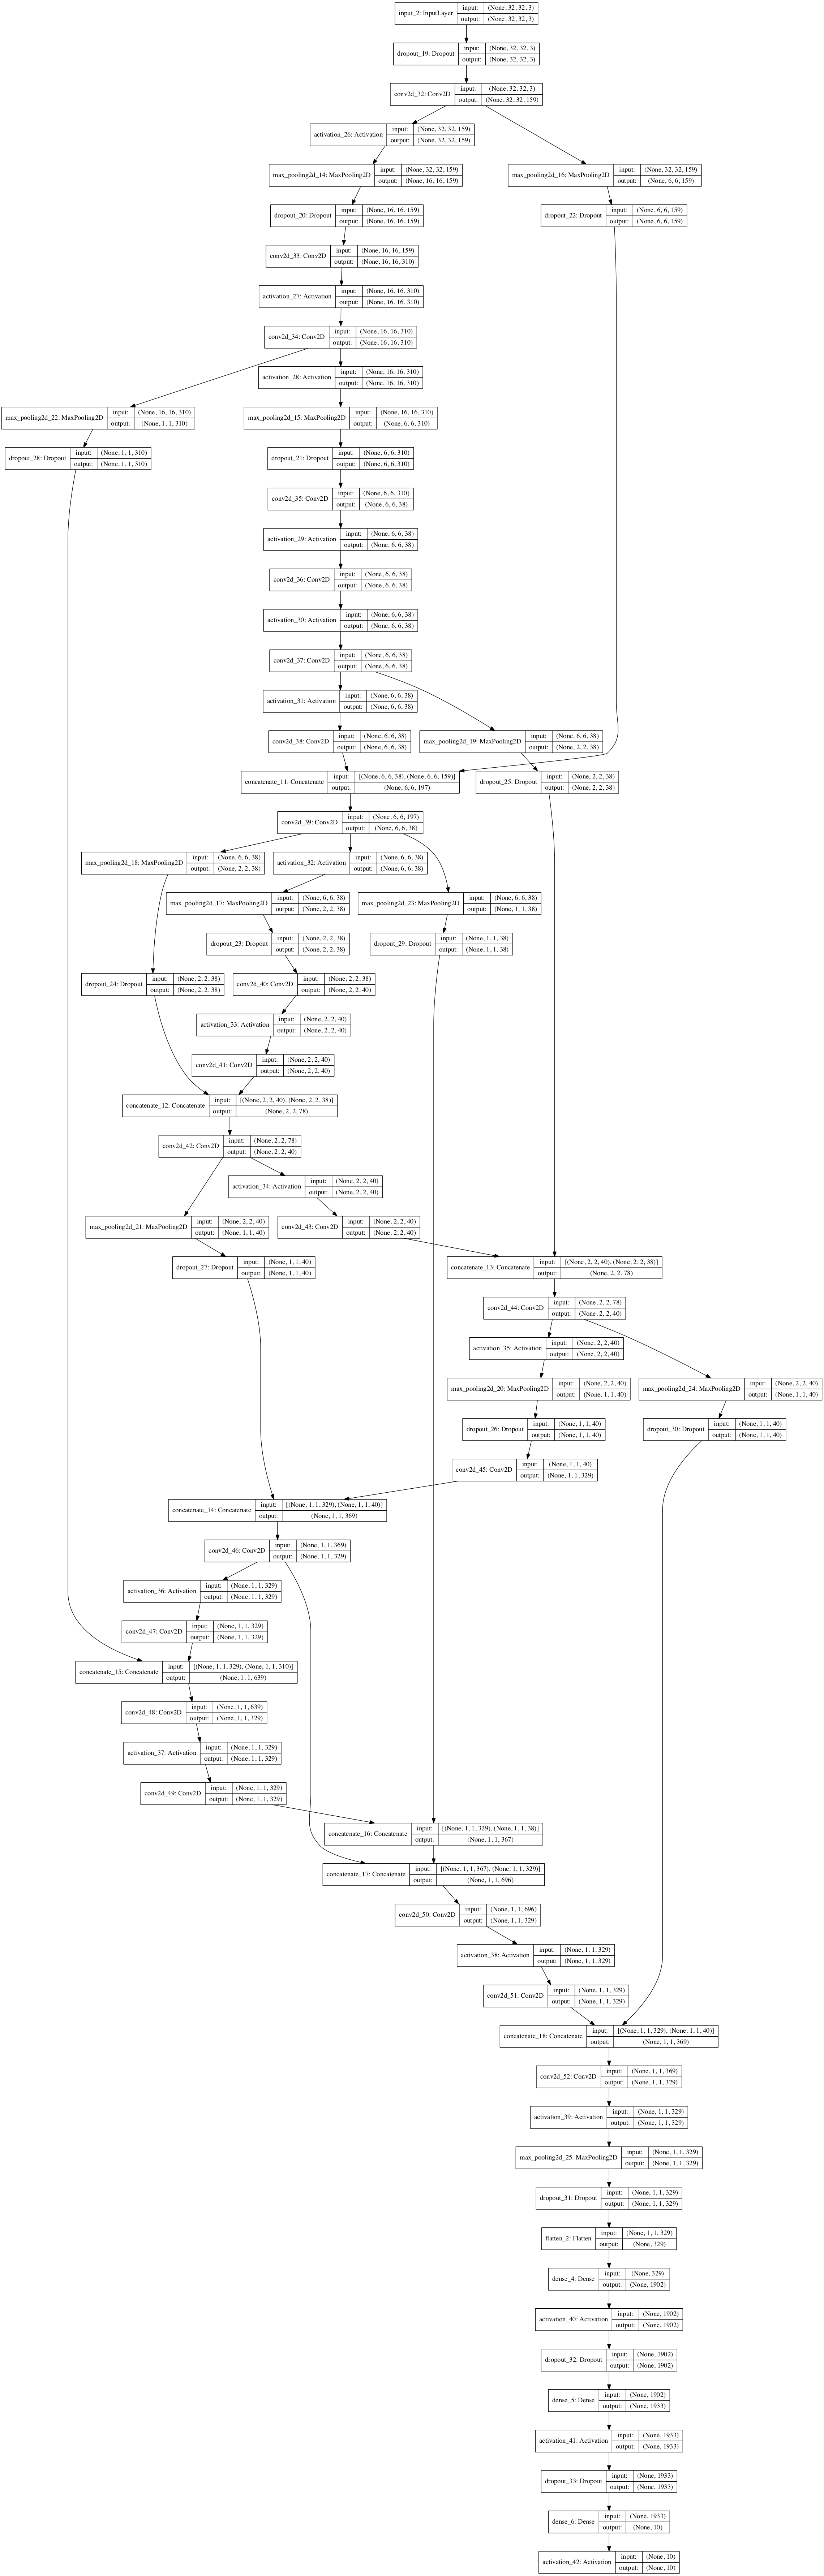 input_2: InputLayer input: (None, 32, 32, 3)
output: (None, 32, 32, 3)
dropout_19: Dropout input: (None, 32, 32, 3)
output: (None, 32, 32, 3)
conv2d_32: Conv2D input: (None, 32, 32, 3)
output: (None, 32, 32, 159)
activation_26: Activation input: (None, 32, 32, 159)
output: (None, 32, 32, 159)
max_pooling2d_14: MaxPooling2D input: (None, 32, 32, 159)
output: (None, 16, 16, 159)
max_pooling2d_16: MaxPooling2D input: (None, 32, 32, 159)
output: (None, 6, 6, 159)
dropout_20: Dropout input: (None, 16, 16, 159)
output: (None, 16, 16, 159)
dropout_22: Dropout input: (None, 6, 6, 159)
output: (None, 6, 6, 159)
conv2d_33: Conv2D input: (None, 16, 16, 159)
output: (None, 16, 16, 310)
activation_27: Activation input: (None, 16, 16, 310)
output: (None, 16, 16, 310)
conv2d_34: Conv2D input: (None, 16, 16, 310)
output: (None, 16, 16, 310)
activation_28: Activation input: (None, 16, 16, 310)
output: (None, 16, 16, 310)
max_pooling2d_22: MaxPooling2D input: (None, 16, 16, 310)
output: (None, 1, 1, 310)
max_pooling2d_15: MaxPooling2D input: (None, 16, 16, 310)
output: (None, 6, 6, 310)
dropout_28: Dropout input: (None, 1, 1, 310)
output: (None, 1, 1, 310)
dropout_21: Dropout input: (None, 6, 6, 310)
output: (None, 6, 6, 310)
conv2d_35: Conv2D input: (None, 6, 6, 310)
output: (None, 6, 6, 38)
activation_29: Activation input: (None, 6, 6, 38)
output: (None, 6, 6, 38)
conv2d_36: Conv2D input: (None, 6, 6, 38)
output: (None, 6, 6, 38)
activation_30: Activation input: (None, 6, 6, 38)
output: (None, 6, 6, 38)
conv2d_37: Conv2D input: (None, 6, 6, 38)
output: (None, 6, 6, 38)
activation_31: Activation input: (None, 6, 6, 38)
output: (None, 6, 6, 38)
conv2d_38: Conv2D input: (None, 6, 6, 38)
output: (None, 6, 6, 38)
max_pooling2d_19: MaxPooling2D input: (None, 6, 6, 38)
output: (None, 2, 2, 38)
concatenate_11: Concatenate input: [(None, 6, 6, 38), (None, 6, 6, 159)]
output: (None, 6, 6, 197)
dropout_25: Dropout input: (None, 2, 2, 38)
output: (None, 2, 2, 38)
conv2d_39: Conv2D input: (None, 6, 6, 197)
output: (None, 6, 6, 38)
max_pooling2d_18: MaxPooling2D input: (None, 6, 6, 38)
output: (None, 2, 2, 38)
activation_32: Activation input: (None, 6, 6, 38)
output: (None, 6, 6, 38)
max_pooling2d_17: MaxPooling2D input: (None, 6, 6, 38)
output: (None, 2, 2, 38)
max_pooling2d_23: MaxPooling2D input: (None, 6, 6, 38)
output: (None, 1, 1, 38)
dropout_23: Dropout input: (None, 2, 2, 38)
output: (None, 2, 2, 38)
dropout_29: Dropout input: (None, 1, 1, 38)
output: (None, 1, 1, 38)
dropout_24: Dropout input: (None, 2, 2, 38)
output: (None, 2, 2, 38)
conv2d_40: Conv2D input: (None, 2, 2, 38)
output: (None, 2, 2, 40)
activation_33: Activation input: (None, 2, 2, 40)
output: (None, 2, 2, 40)
conv2d_41: Conv2D input: (None, 2, 2, 40)
output: (None, 2, 2, 40)
concatenate_12: Concatenate input: [(None, 2, 2, 40), (None, 2, 2, 38)]
output: (None, 2, 2, 78)
conv2d_42: Conv2D input: (None, 2, 2, 78)
output: (None, 2, 2, 40)
activation_34: Activation input: (None, 2, 2, 40)
output: (None, 2, 2, 40)
max_pooling2d_21: MaxPooling2D input: (None, 2, 2, 40)
output: (None, 1, 1, 40)
conv2d_43: Conv2D input: (None, 2, 2, 40)
output: (None, 2, 2, 40)
dropout_27: Dropout input: (None, 1, 1, 40)
output: (None, 1, 1, 40)
concatenate_13: Concatenate input: [(None, 2, 2, 40), (None, 2, 2, 38)]
output: (None, 2, 2, 78)
conv2d_44: Conv2D input: (None, 2, 2, 78)
output: (None, 2, 2, 40)
activation_35: Activation input: (None, 2, 2, 40)
output: (None, 2, 2, 40)
max_pooling2d_20: MaxPooling2D input: (None, 2, 2, 40)
output: (None, 1, 1, 40)
max_pooling2d_24: MaxPooling2D input: (None, 2, 2, 40)
output: (None, 1, 1, 40)
dropout_26: Dropout input: (None, 1, 1, 40)
output: (None, 1, 1, 40)
dropout_30: Dropout input: (None, 1, 1, 40)
output: (None, 1, 1, 40)
conv2d_45: Conv2D input: (None, 1, 1, 40)
output: (None, 1, 1, 329)
concatenate_14: Concatenate input: [(None, 1, 1, 329), (None, 1, 1, 40)]
output: (None, 1, 1, 369)
conv2d_46: Conv2D input: (None, 1, 1, 369)
output: (None, 1, 1, 329)
activation_36: Activation input: (None, 1, 1, 329)
output: (None, 1, 1, 329)
conv2d_47: Conv2D input: (None, 1, 1, 329)
output: (None, 1, 1, 329)
concatenate_15: Concatenate input: [(None, 1, 1, 329), (None, 1, 1, 310)]
output: (None, 1, 1, 639)
conv2d_48: Conv2D input: (None, 1, 1, 639)
output: (None, 1, 1, 329)
activation_37: Activation input: (None, 1, 1, 329)
output: (None, 1, 1, 329)
conv2d_49: Conv2D input: (None, 1, 1, 329)
output: (None, 1, 1, 329)
concatenate_16: Concatenate input: [(None, 1, 1, 329), (None, 1, 1, 38)]
output: (None, 1, 1, 367)
concatenate_17: Concatenate input: [(None, 1, 1, 367), (None, 1, 1, 329)]
output: (None, 1, 1, 696)
conv2d_50: Conv2D input: (None, 1, 1, 696)
output: (None, 1, 1, 329)
activation_38: Activation input: (None, 1, 1, 329)
output: (None, 1, 1, 329)
conv2d_51: Conv2D input: (None, 1, 1, 329)
output: (None, 1, 1, 329)
concatenate_18: Concatenate input: [(None, 1, 1, 329), (None, 1, 1, 40)]
output: (None, 1, 1, 369)
conv2d_52: Conv2D input: (None, 1, 1, 369)
output: (None, 1, 1, 329)
activation_39: Activation input: (None, 1, 1, 329)
output: (None, 1, 1, 329)
max_pooling2d_25: MaxPooling2D input: (None, 1, 1, 329)
output: (None, 1, 1, 329)
dropout_31: Dropout input: (None, 1, 1, 329)
output: (None, 1, 1, 329)
flatten_2: Flatten input: (None, 1, 1, 329)
output: (None, 329)
dense_4: Dense input: (None, 329)
output: (None, 1902)
activation_40: Activation input: (None, 1902)
output: (None, 1902)
dropout_32: Dropout input: (None, 1902)
output: (None, 1902)
dense_5: Dense input: (None, 1902)
output: (None, 1933)
activation_41: Activation input: (None, 1933)
output: (None, 1933)
dropout_33: Dropout input: (None, 1933)
output: (None, 1933)
dense_6: Dense input: (None, 1933)
output: (None, 10)
activation_42: Activation input: (None, 10)
output: (None, 10)